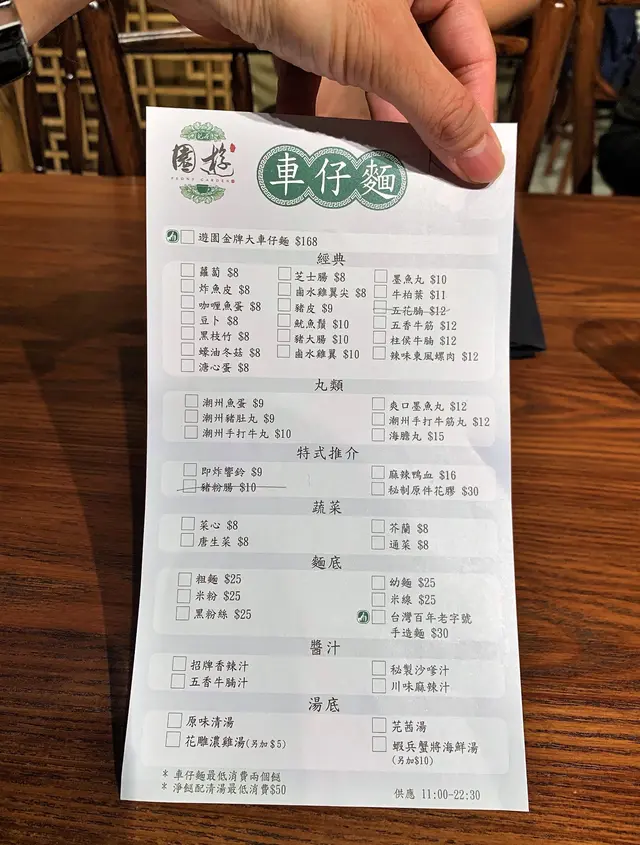 遊園
車仔麵
遊園金牌大車仔麵 $168
經典
蘿蔔 $8
炸魚皮 $8
咖喱魚蛋 $8
豆卜 $8
黑枝竹 $8
蠔油冬菇 $8
溏心蛋 $8
芝士腸 $8
鹵水雞翼尖 $8
豬皮 $9
魷魚鬚 $10
豬大腸 $10
鹵水雞翼 $10
墨魚丸 $10
牛柏葉 $11
五花腩 $12
五香牛筋 $12
柱侯牛腩 $12
辣味東風螺肉 $12
丸類
潮州魚蛋 $9
潮州豬肚丸 $9
潮州手打牛丸 $10
爽口墨魚丸 $12
潮州手打牛筋丸 $12
海膽丸 $15
特式推介
即炸響鈴 $9
豬粉腸 $10
麻辣鴨血 $16
秘制原件花膠 $30
蔬菜
菜心 $8
唐生菜 $8
芥蘭 $8
通菜 $8
麵底
粗麵 $25
米粉 $25
黑粉絲 $25
幼麵 $25
米線 $25
台灣百年老字號
手造麵 $30
醬汁
招牌香辣汁
五香牛腩汁
秘製沙嗲汁
川味麻辣汁
湯底
原味清湯
花雕濃雞湯(另加$5)
芫茜湯
蝦兵蟹將海鮮湯
(另加$10)
* 車仔麵最低消費兩個餸
* 淨餸配清湯最低消費$50
供應 11:00-22:30